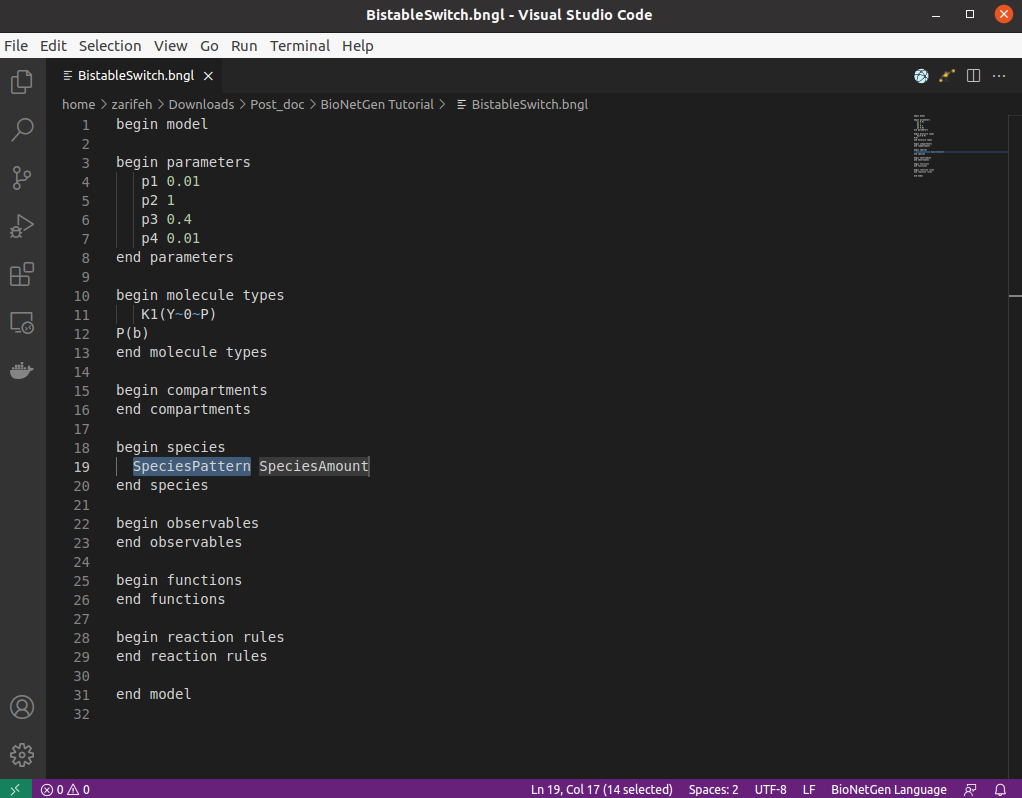 BistableSwitch.bngl - Visual Studio Code
File Edit Selection View Go Run Terminal Help
BistableSwitch.bngl
home > zarifeh > Downloads > Post_doc > BioNetGen Tutorial > BistableSwitch.bngl
1 begin model
2
3 begin parameters
4 p1 0.01
5 p2 1
6 p3 0.4
7 p4 0.01
8 end parameters
9
10 begin molecule types
11 K1(Y~0~P)
12 P(b)
13 end molecule types
14
15 begin compartments
16 end compartments
17
18 begin species
19 SpeciesPattern SpeciesAmount
20 end species
21
22 begin observables
23 end observables
24
25 begin functions
26 end functions
27
28 begin reaction rules
29 end reaction rules
30
31 end model
32
0 0 Ln 19, Col 17 (14 selected) Spaces: 2 UTF-8 LF BioNetGen Language